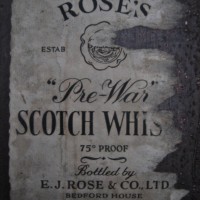 ROSE'S
ESTAB
"Pre-War"
SCOTCH WHIS
75° PROOF
Bottled by
E.J. ROSE & CO., LTD.
BEDFORD HOUSE